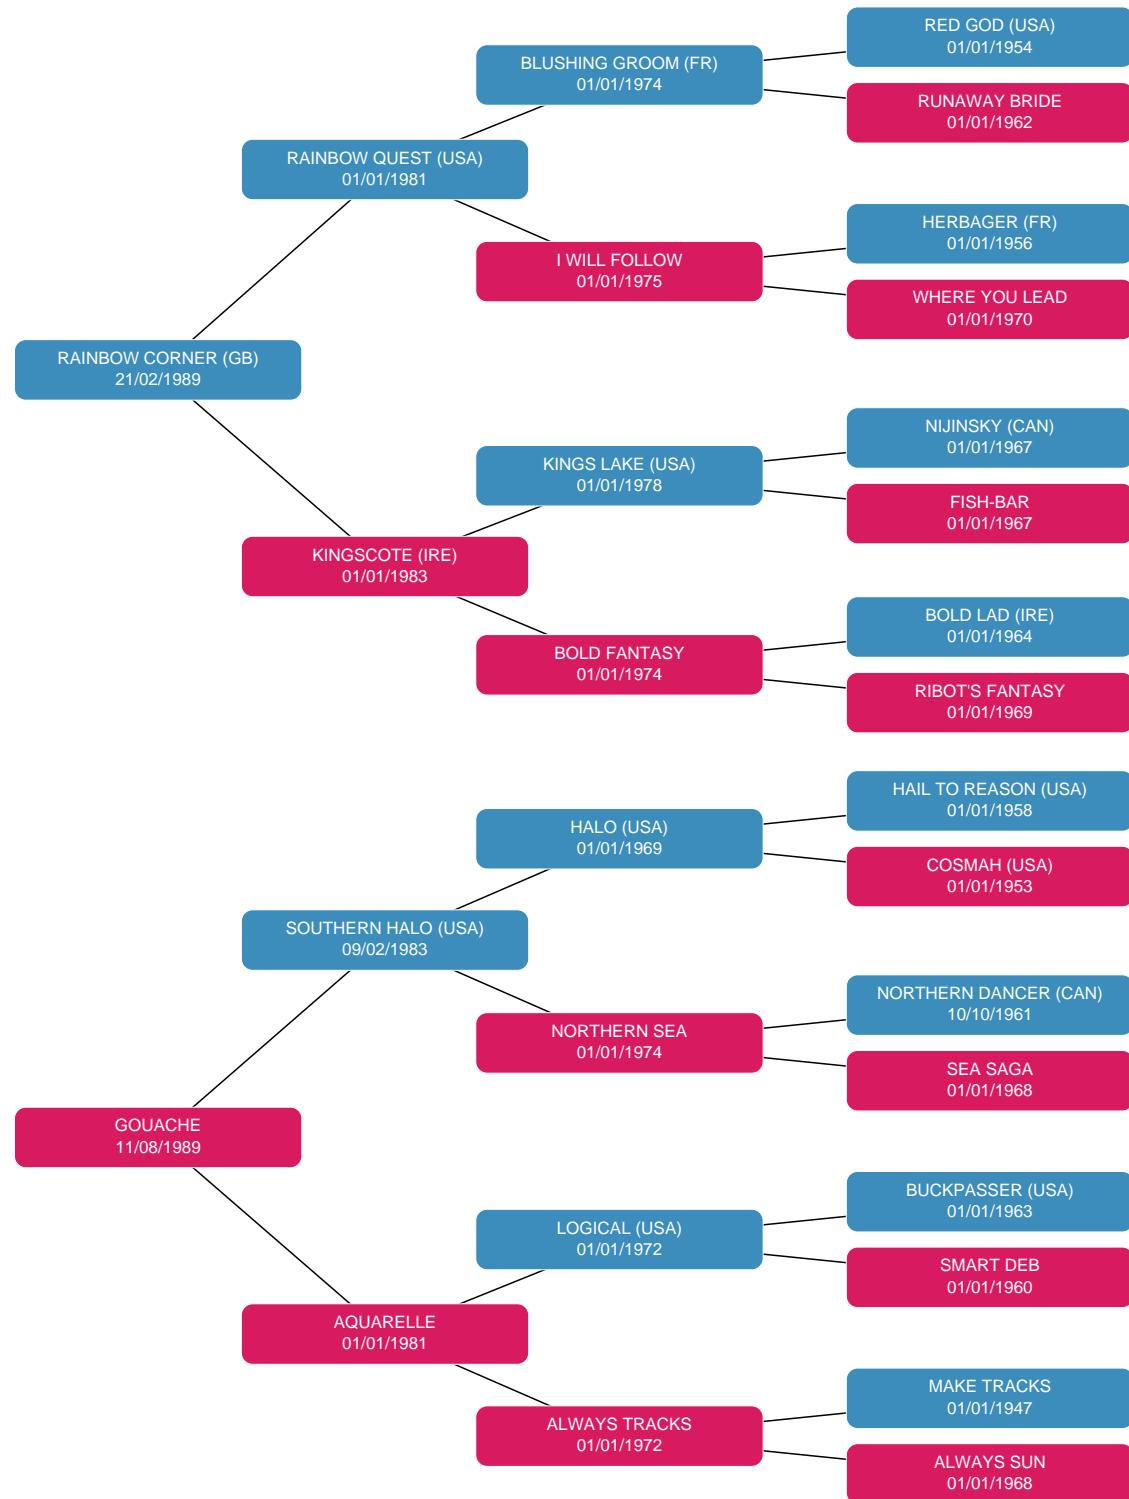 RED GOD (USA)
01/01/1954
BLUSHING GROOM (FR)
01/01/1974
RUNAWAY BRIDE
01/01/1962
RAINBOW QUEST (USA)
01/01/1981
HERBAGER (FR)
01/01/1956
I WILL FOLLOW
01/01/1975
WHERE YOU LEAD
01/01/1970
RAINBOW CORNER (GB)
21/02/1989
NIJINSKY (CAN)
01/01/1967
KINGS LAKE (USA)
01/01/1978
FISH-BAR
01/01/1967
KINGSCOTE (IRE)
01/01/1983
BOLD LAD (IRE)
01/01/1964
BOLD FANTASY
01/01/1974
RIBOT'S FANTASY
01/01/1969
HAIL TO REASON (USA)
01/01/1958
HALO (USA)
01/01/1969
COSMAH (USA)
01/01/1953
SOUTHERN HALO (USA)
09/02/1983
NORTHERN DANCER (CAN)
10/10/1961
NORTHERN SEA
01/01/1974
SEA SAGA
01/01/1968
GOUACHE
11/08/1989
BUCKPASSER (USA)
01/01/1963
LOGICAL (USA)
01/01/1972
SMART DEB
01/01/1960
AQUARELLE
01/01/1981
MAKE TRACKS
01/01/1947
ALWAYS TRACKS
01/01/1972
ALWAYS SUN
01/01/1968